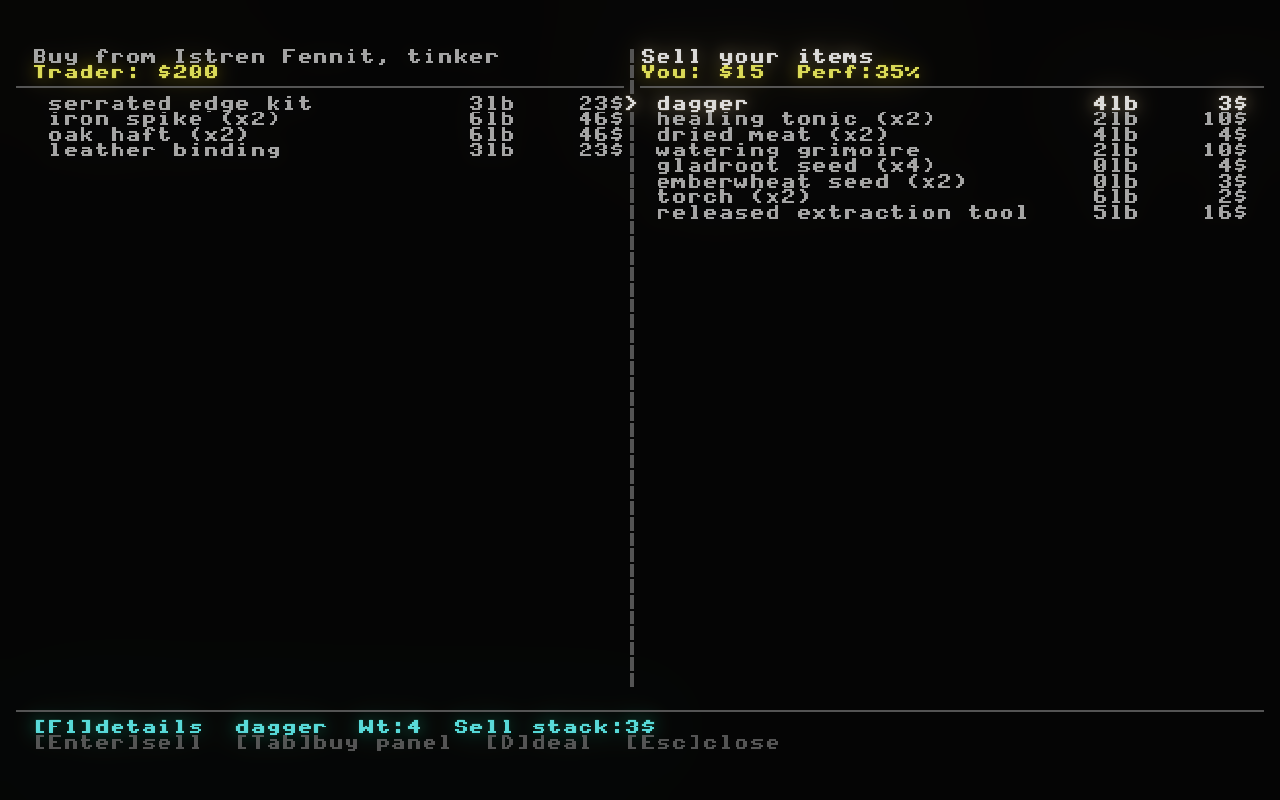 Buy from Istren Fennit, tinker
Trader: $200
serrated edge kit 3lb 23$
iron spike (x2) 6lb 46$
oak haft (x2) 6lb 46$
leather binding 3lb 23$
Sell your items
You: $15 Perf:35%
> dagger 4lb 3$
healing tonic (x2) 2lb 10$
dried meat (x2) 4lb 4$
watering grimoire 2lb 10$
gladroot seed (x4) 0lb 4$
emberwheat seed (x2) 0lb 3$
torch (x2) 6lb 2$
released extraction tool 5lb 16$
[F1]details dagger Wt:4 Sell stack:3$
[Enter]sell [Tab]buy panel [D]deal [Esc]close